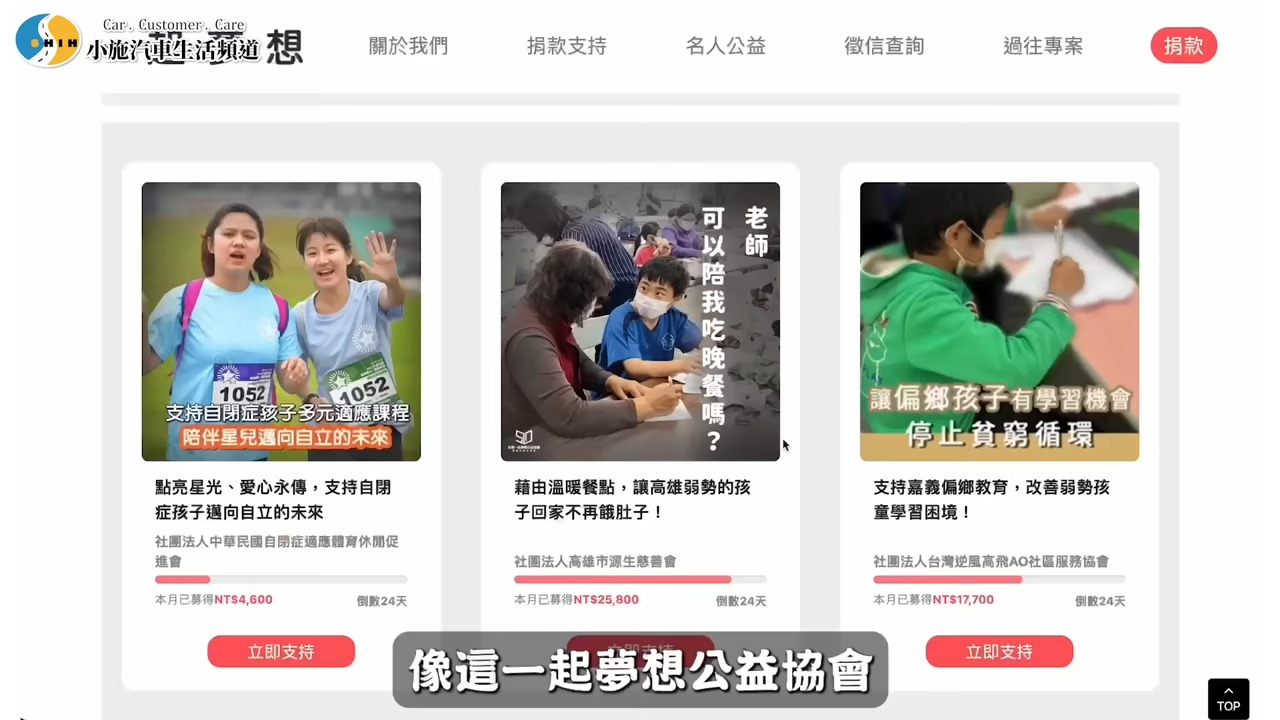 Car. Customer. Care
SHIH
小施汽車生活頻道
想
關於我們
捐款支持
名人公益
徵信查詢
過往專案
捐款
1052
1052
支持自閉症孩子多元適應課程
陪伴星兒邁向自立的未來
老師
可以陪我吃晚餐嗎？
讓偏鄉孩子有學習機會
停止貧窮循環
點亮星光、愛心永傳，支持自閉
症孩子邁向自立的未來
社團法人中華民國自閉症適應體育休閒促
進會
本月已募得NT$4,600
倒數24天
立即支持
藉由溫暖餐點，讓高雄弱勢的孩
子回家不再餓肚子！
社團法人高雄市源生慈善會
本月已募得NT$25,800
倒數24天
支持嘉義偏鄉教育，改善弱勢孩
童學習困境！
社團法人台灣逆風高飛AO社區服務協會
本月已募得NT$17,700
倒數24天
立即支持
像這一起夢想公益協會
TOP